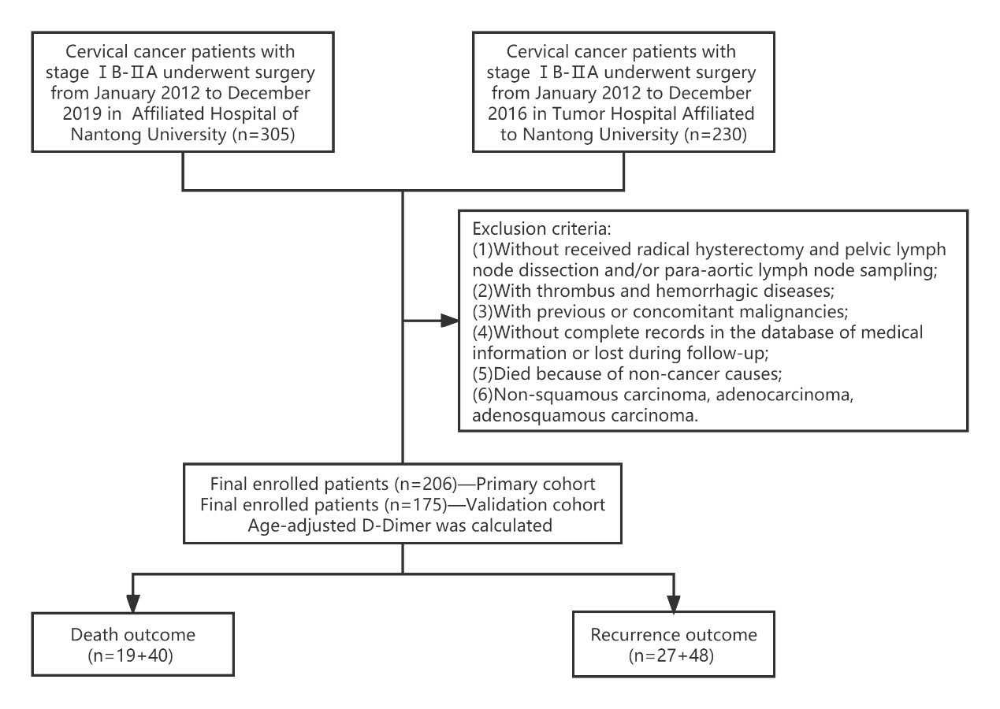 Cervical cancer patients with
stage ⅠB-ⅡA underwent surgery
from January 2012 to December
2019 in Affiliated Hospital of
Nantong University (n=305)
Cervical cancer patients with
stage ⅠB-ⅡA underwent surgery
from January 2012 to December
2016 in Tumor Hospital Affiliated
to Nantong University (n=230)
Exclusion criteria:
(1)Without received radical hysterectomy and pelvic lymph
node dissection and/or para-aortic lymph node sampling;
(2)With thrombus and hemorrhagic diseases;
(3)With previous or concomitant malignancies;
(4)Without complete records in the database of medical
information or lost during follow-up;
(5)Died because of non-cancer causes;
(6)Non-squamous carcinoma, adenocarcinoma,
adenosquamous carcinoma.
Final enrolled patients (n=206)—Primary cohort
Final enrolled patients (n=175)—Validation cohort
Age-adjusted D-Dimer was calculated
Death outcome
(n=19+40)
Recurrence outcome
(n=27+48)